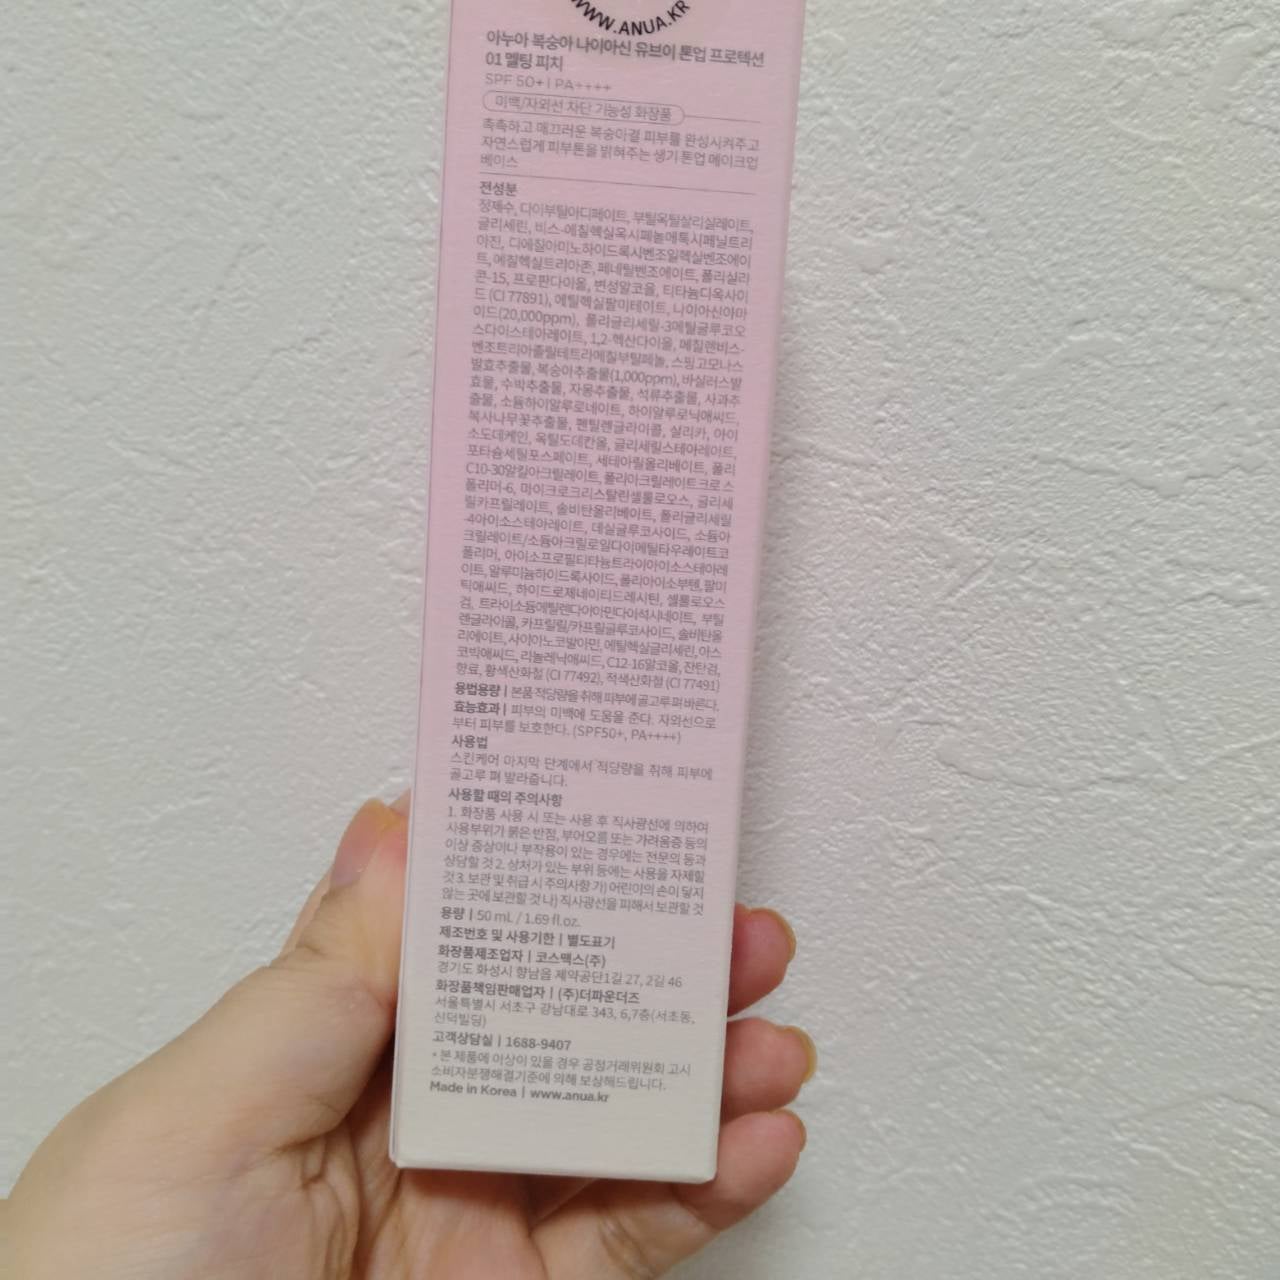 WWW.ANUA.KR
아누아 복숭아 나이아신 유브이 톤업 프로텍션
01 멜팅 피치
SPF 50+ | PA++++
미백/자외선 차단 기능성 화장품
촉촉하고 매끄러운 복숭아결 피부를 완성시켜주고
자연스럽게 피부톤을 밝혀주는 생기 톤업 메이크업
베이스
전성분
정제수, 다이부틸아디페이트, 부틸옥틸살리실레이트,
글리세린, 비스-에칠헥실옥시페놀메톡시페닐트리
아진, 디에칠아미노하이드록시벤조일헥실벤조에이
트, 에칠헥실트리아존, 페네틸벤조에이트, 폴리실리
콘-15, 프로판다이올, 변성알코올, 티타늄디옥사이
드 (CI 77891), 에틸헥실팔미테이트, 나이아신아마
이드(20,000ppm), 폴리글리세릴-3메틸글루코오
스다이스테아레이트, 1,2-헥산다이올, 메칠렌비스-
벤조트리아졸릴테트라메칠부틸페놀, 스핑고모나스
발효추출물, 복숭아추출물(1,000ppm), 바실러스발
효물, 수박추출물, 자몽추출물, 석류추출물, 사과추
출물, 소듐하이알루로네이트, 하이알루로닉애씨드,
복사나무꽃추출물, 펜틸렌글라이콜, 실리카, 아이
소도데케인, 옥틸도데칸올, 글리세릴스테아레이트,
포타슘세틸포스페이트, 세테아릴올리베이트, 폴리
C10-30알킬아크릴레이트, 폴리아크릴레이트크로스
폴리머-6, 마이크로크리스탈린셀룰로오스, 글리세
릴카프릴레이트, 솔비탄올리베이트, 폴리글리세릴
-4아이소스테아레이트, 데실글루코사이드, 소듐아
크릴레이트/소듐아크릴로일다이메틸타우레이트코
폴리머, 아이소프로필티타늄트라이아이소스테아레
이트, 알루미늄하이드록사이드, 폴리아이소부텐, 팔미
틱애씨드, 하이드로제네이티드레시틴, 셀룰로오스
검, 트라이소듐에틸렌다이아민다이석시네이트, 부틸
렌글라이콜, 카프릴릴/카프릴글루코사이드, 솔비탄올
리에이트, 사이아노코발아민, 에틸헥실글리세린, 아스
코빅애씨드, 리놀레닉애씨드, C12-16알코올, 잔탄검,
향료, 황색산화철 (CI 77492), 적색산화철 (CI 77491)
용법용량 | 본품 적당량을 취해 피부에 골고루 펴 바른다.
효능효과 | 피부의 미백에 도움을 준다. 자외선으로
부터 피부를 보호한다. (SPF50+, PA++++)
사용법
스킨케어 마지막 단계에서 적당량을 취해 피부에
골고루 펴 발라줍니다.
사용할 때의 주의사항
1. 화장품 사용 시 또는 사용 후 직사광선에 의하여
사용부위가 붉은 반점, 부어오름 또는 가려움증 등의
이상 증상이나 부작용이 있는 경우에는 전문의 등과
상담할 것 2. 상처가 있는 부위 등에는 사용을 자제할
것 3. 보관 및 취급 시 주의사항 가) 어린이의 손이 닿지
않는 곳에 보관할 것 나) 직사광선을 피해서 보관할 것
용량 | 50 mL / 1.69 fl.oz.
제조번호 및 사용기한 | 별도표기
화장품제조업자 | 코스맥스(주)
경기도 화성시 향남읍 제약공단1길 27, 2길 46
화장품책임판매업자 | (주)더파운더즈
서울특별시 서초구 강남대로 343, 6,7층(서초동,
신덕빌딩)
고객상담실 | 1688-9407
* 본 제품에 이상이 있을 경우 공정거래위원회 고시
소비자분쟁해결기준에 의해 보상해드립니다.
Made in Korea | www.anua.kr